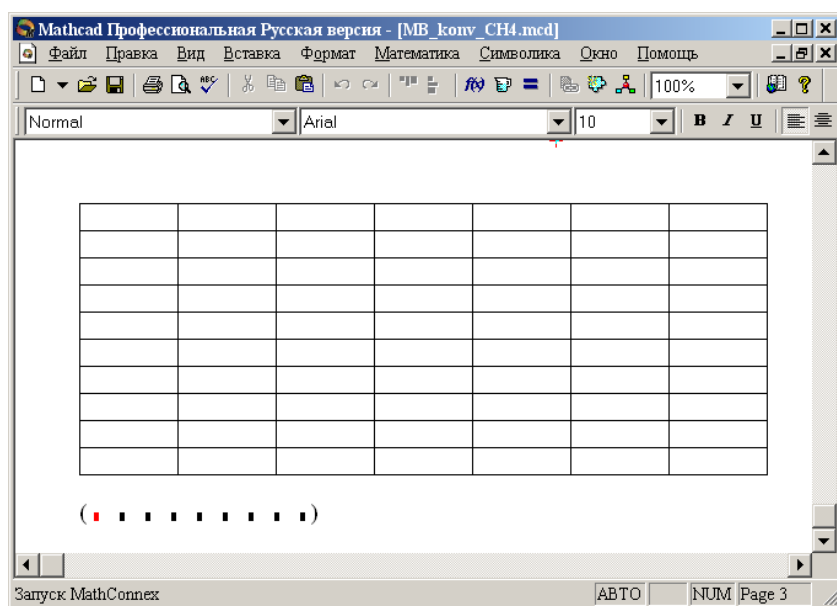 Mathcad Профессиональная Русская версия - [MB_konv_CH4.mcd]
Файл Правка Вид Вставка Формат Математика Символика Окно Помощь
ABC f(x) 100% ?
Normal Arial 10 B I U
( )
Запуск MathConnex АВТО NUM Page 3